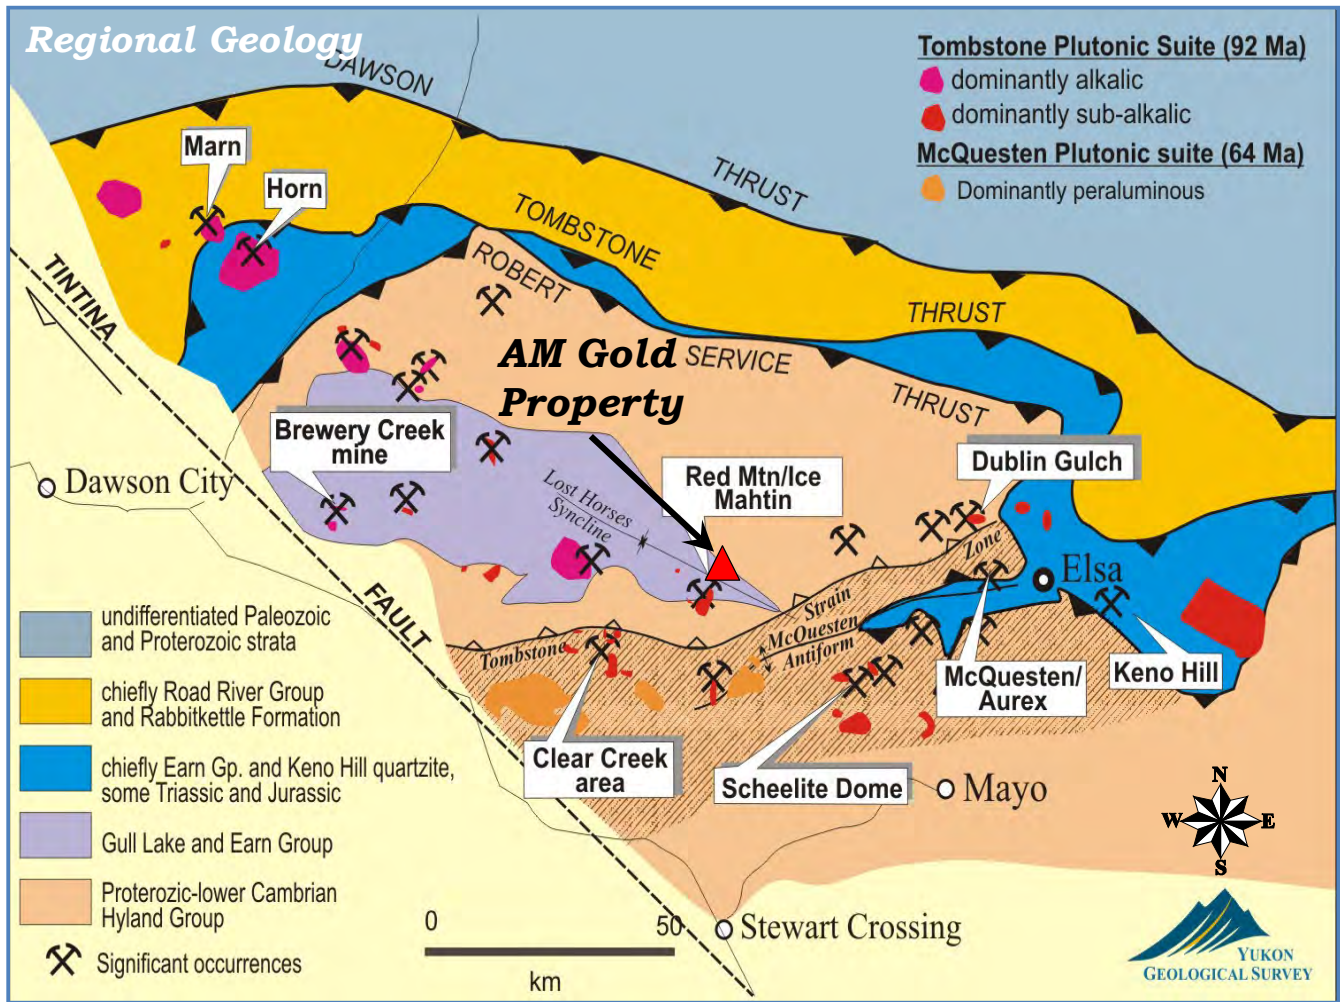 Regional Geology
Tombstone Plutonic Suite (92 Ma)
dominantly alkalic
dominantly sub-alkalic
McQuesten Plutonic suite (64 Ma)
Dominantly peraluminous
DAWSON
THRUST
Marn
Horn
TOMBSTONE
THRUST
ROBERT
SERVICE
THRUST
TINTINA
FAULT
AM Gold
Property
Brewery Creek
mine
Dawson City
Lost Horses
Syncline
Red Mtn/Ice
Mahtin
Dublin Gulch
Elsa
Tombstone
Strain
Zone
McQuesten
Antiform
McQuesten/
Aurex
Keno Hill
Clear Creek
area
Scheelite Dome
Mayo
Stewart Crossing
undifferentiated Paleozoic
and Proterozoic strata
chiefly Road River Group
and Rabbitkettle Formation
chiefly Earn Gp. and Keno Hill quartzite,
some Triassic and Jurassic
Gull Lake and Earn Group
Proterozic-lower Cambrian
Hyland Group
Significant occurrences
0 50
km
N
W E
S
YUKON
GEOLOGICAL SURVEY